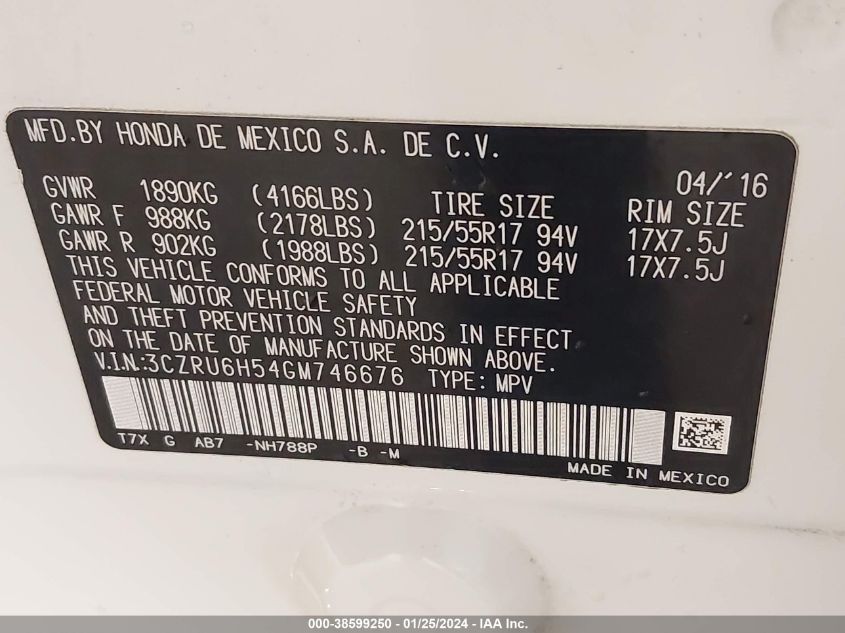 MFD.BY HONDA DE MEXICO S.A. DE C.V.
04/'16
GVWR 1890KG (4166LBS) TIRE SIZE RIM SIZE
GAWR F 988KG (2178LBS) 215/55R17 94V 17X7.5J
GAWR R 902KG (1988LBS) 215/55R17 94V 17X7.5J
THIS VEHICLE CONFORMS TO ALL APPLICABLE
FEDERAL MOTOR VEHICLE SAFETY
AND THEFT PREVENTION STANDARDS IN EFFECT
ON THE DATE OF MANUFACTURE SHOWN ABOVE.
V.I.N.:3CZRU6H54GM746676 TYPE: MPV
T7X G AB7 -NH788P -B -M
MADE IN MEXICO
000-38599250 - 01/25/2024 - IAA Inc.